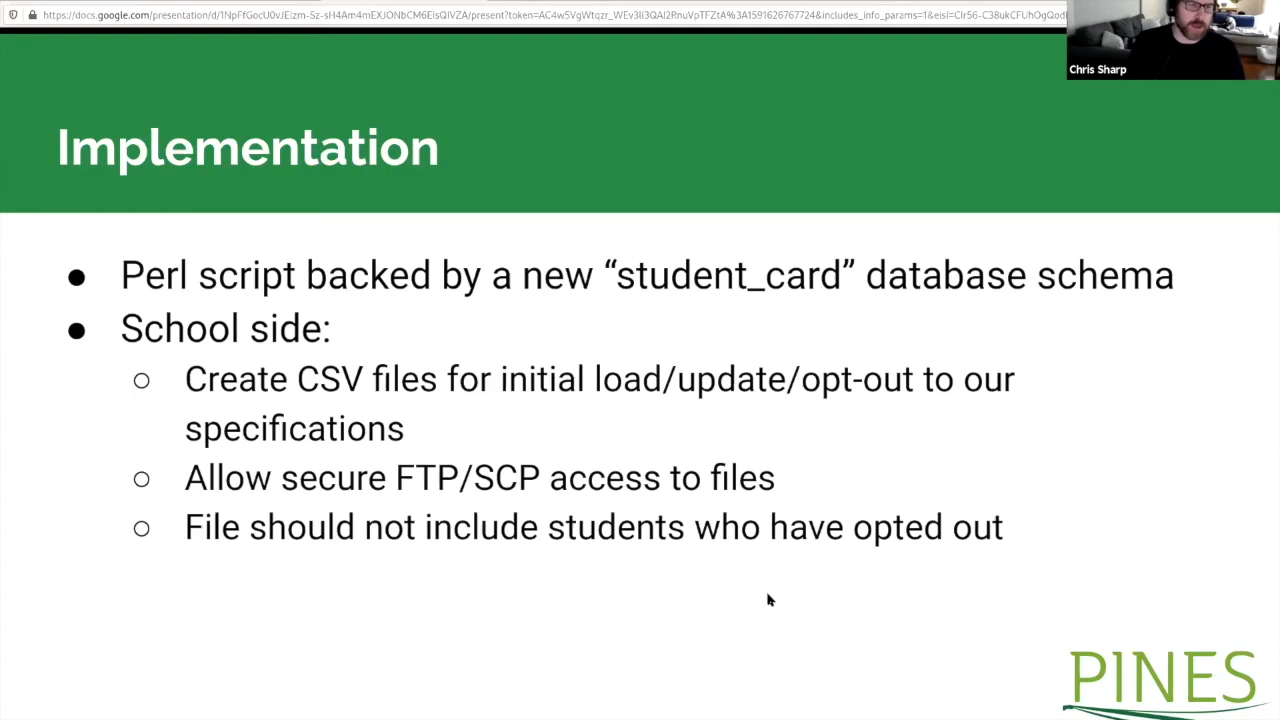 Chris Sharp
Implementation
● Perl script backed by a new “student_card” database schema
● School side:
○ Create CSV files for initial load/update/opt-out to our
specifications
○ Allow secure FTP/SCP access to files
○ File should not include students who have opted out
PINES